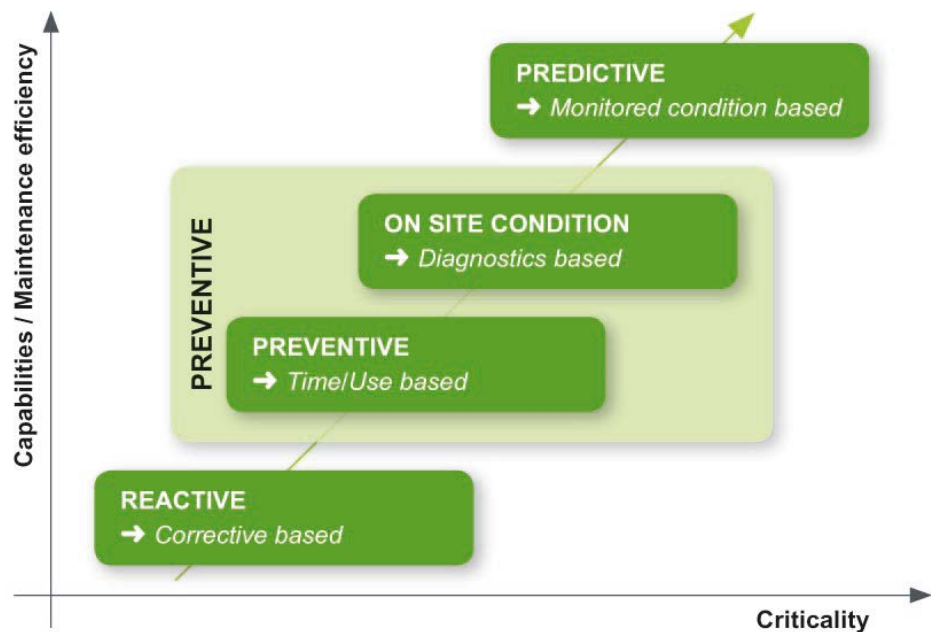 Capabilities / Maintenance efficiency
PREDICTIVE
➔ Monitored condition based
PREVENTIVE
ON SITE CONDITION
➔ Diagnostics based
PREVENTIVE
➔ Time/Use based
REACTIVE
➔ Corrective based
Criticality